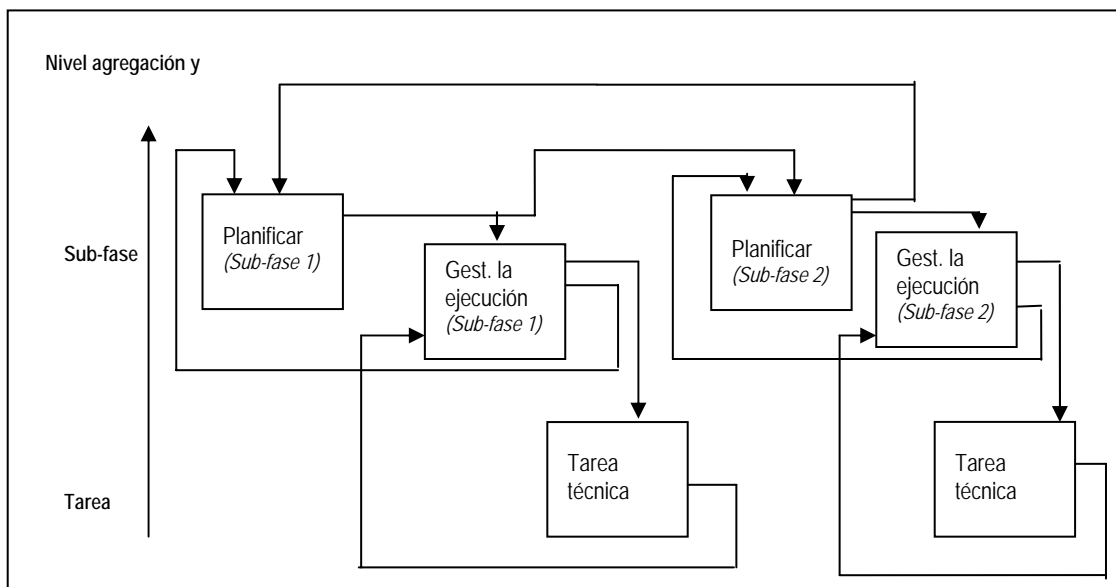 Nivel agregación y
Sub-fase
Planificar
(Sub-fase 1)
Gest. la
ejecución
(Sub-fase 1)
Planificar
(Sub-fase 2)
Gest. la
ejecución
(Sub-fase 2)
Tarea
Tarea
técnica
Tarea
técnica